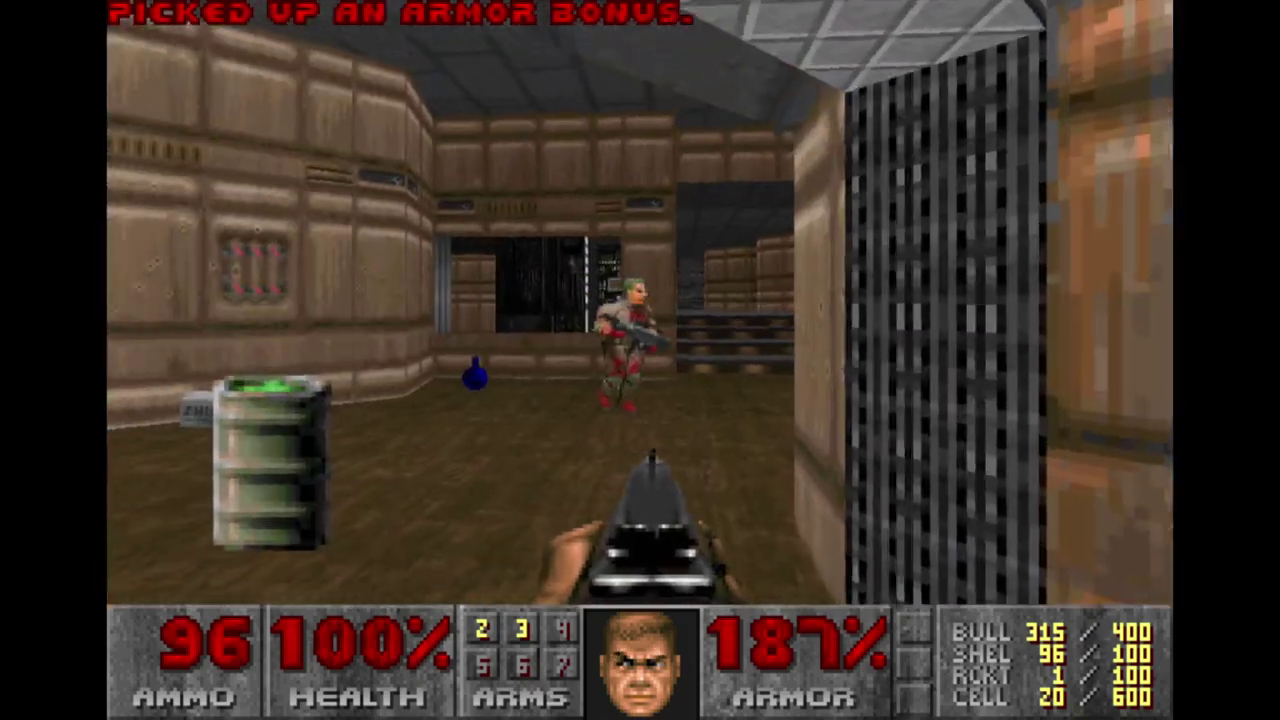 PICKED UP AN ARMOR BONUS.
96 100% 2 3 4 187% BULL 315 / 400
5 6 7 SHEL 96 / 100
RCKT 1 / 100
AMMO HEALTH ARMS ARMOR CELL 20 / 600